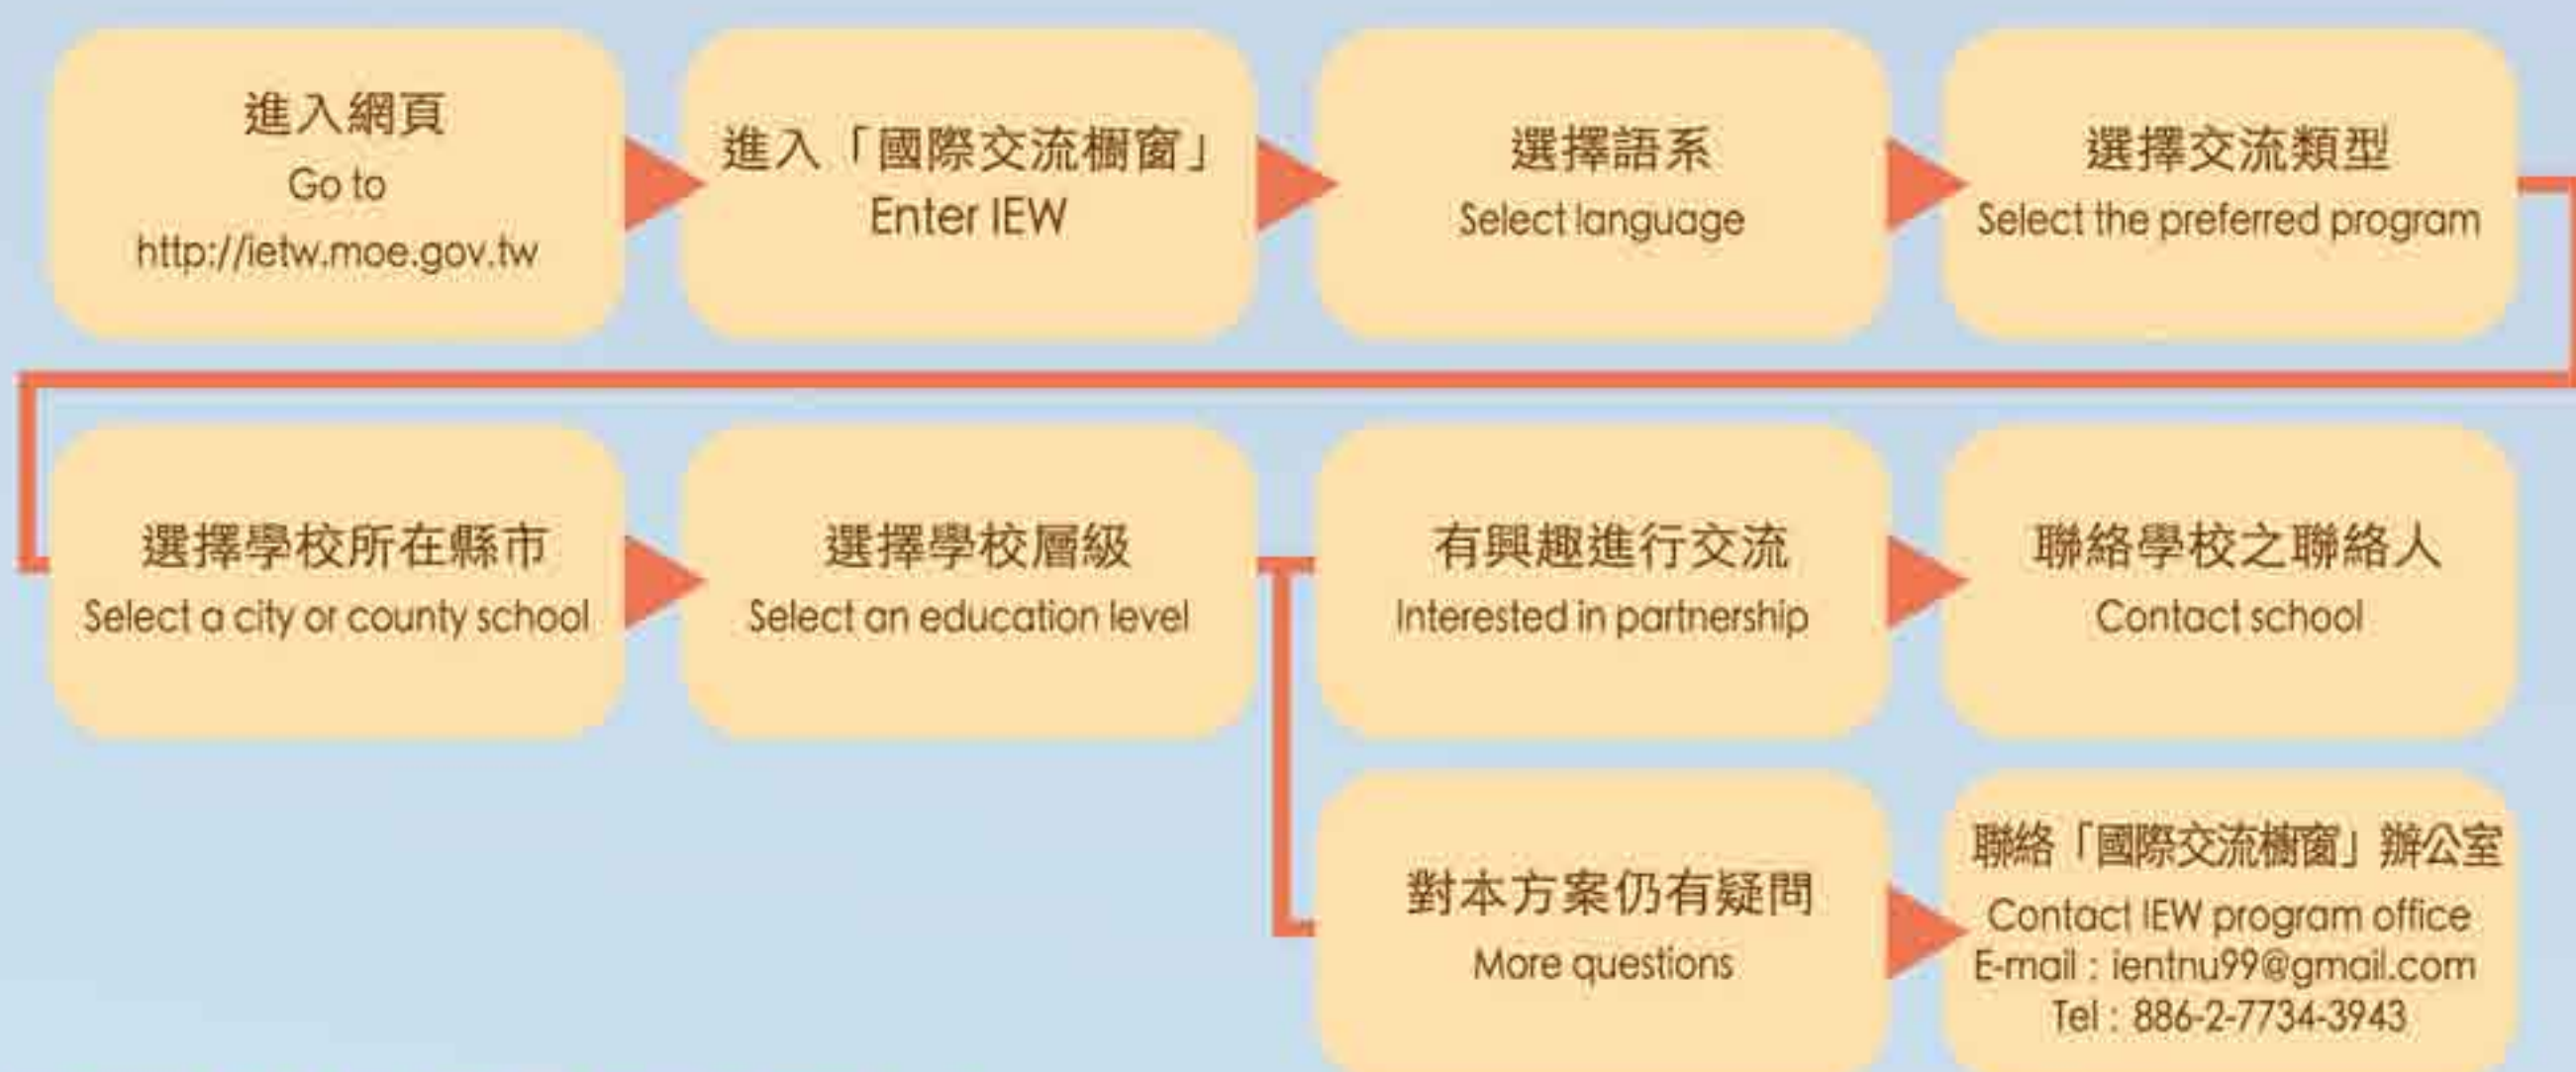 進入網頁
Go to
http://ietw.moe.gov.tw
進入「國際交流櫥窗」
Enter IEW
選擇語系
Select language
選擇交流類型
Select the preferred program
選擇學校所在縣市
Select a city or county school
選擇學校層級
Select an education level
有興趣進行交流
Interested in partnership
聯絡學校之聯絡人
Contact school
對本方案仍有疑問
More questions
聯絡「國際交流櫥窗」辦公室
Contact IEW program office
E-mail : ientnu99@gmail.com
Tel : 886-2-7734-3943